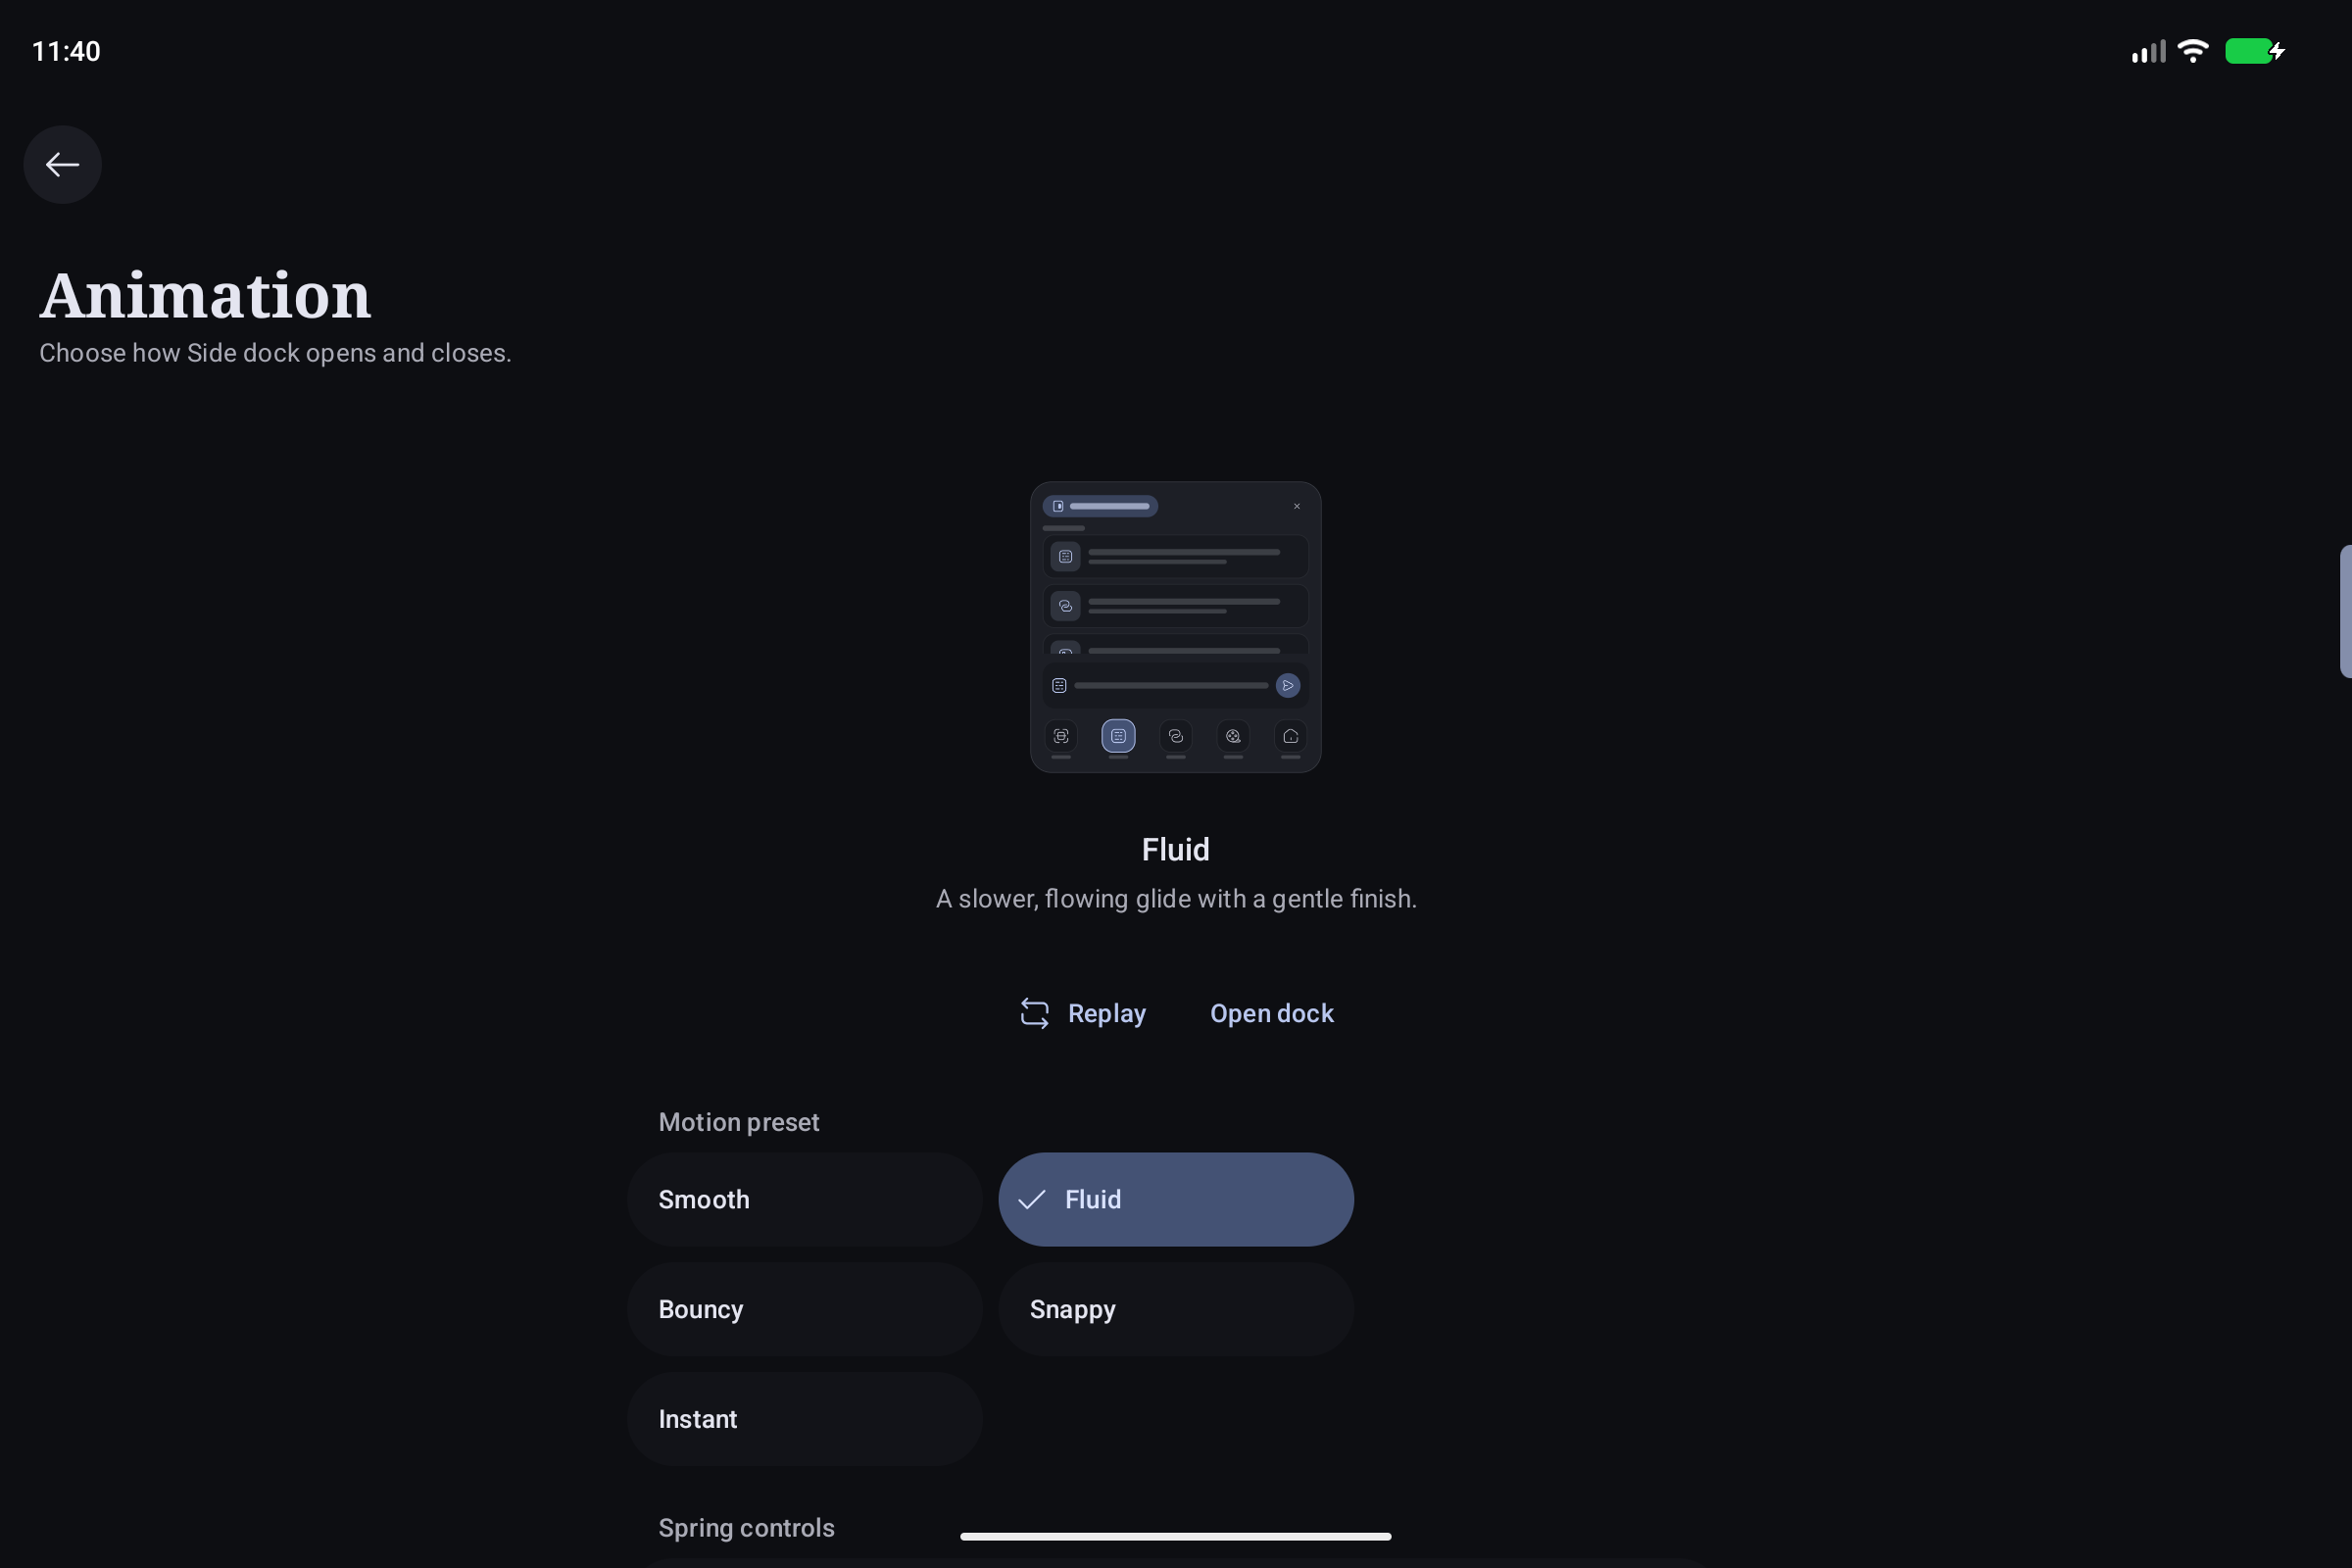 11:40
Animation
Choose how Side dock opens and closes.
Fluid
A slower, flowing glide with a gentle finish.
Replay
Open dock
Motion preset
Smooth
Fluid
Bouncy
Snappy
Instant
Spring controls